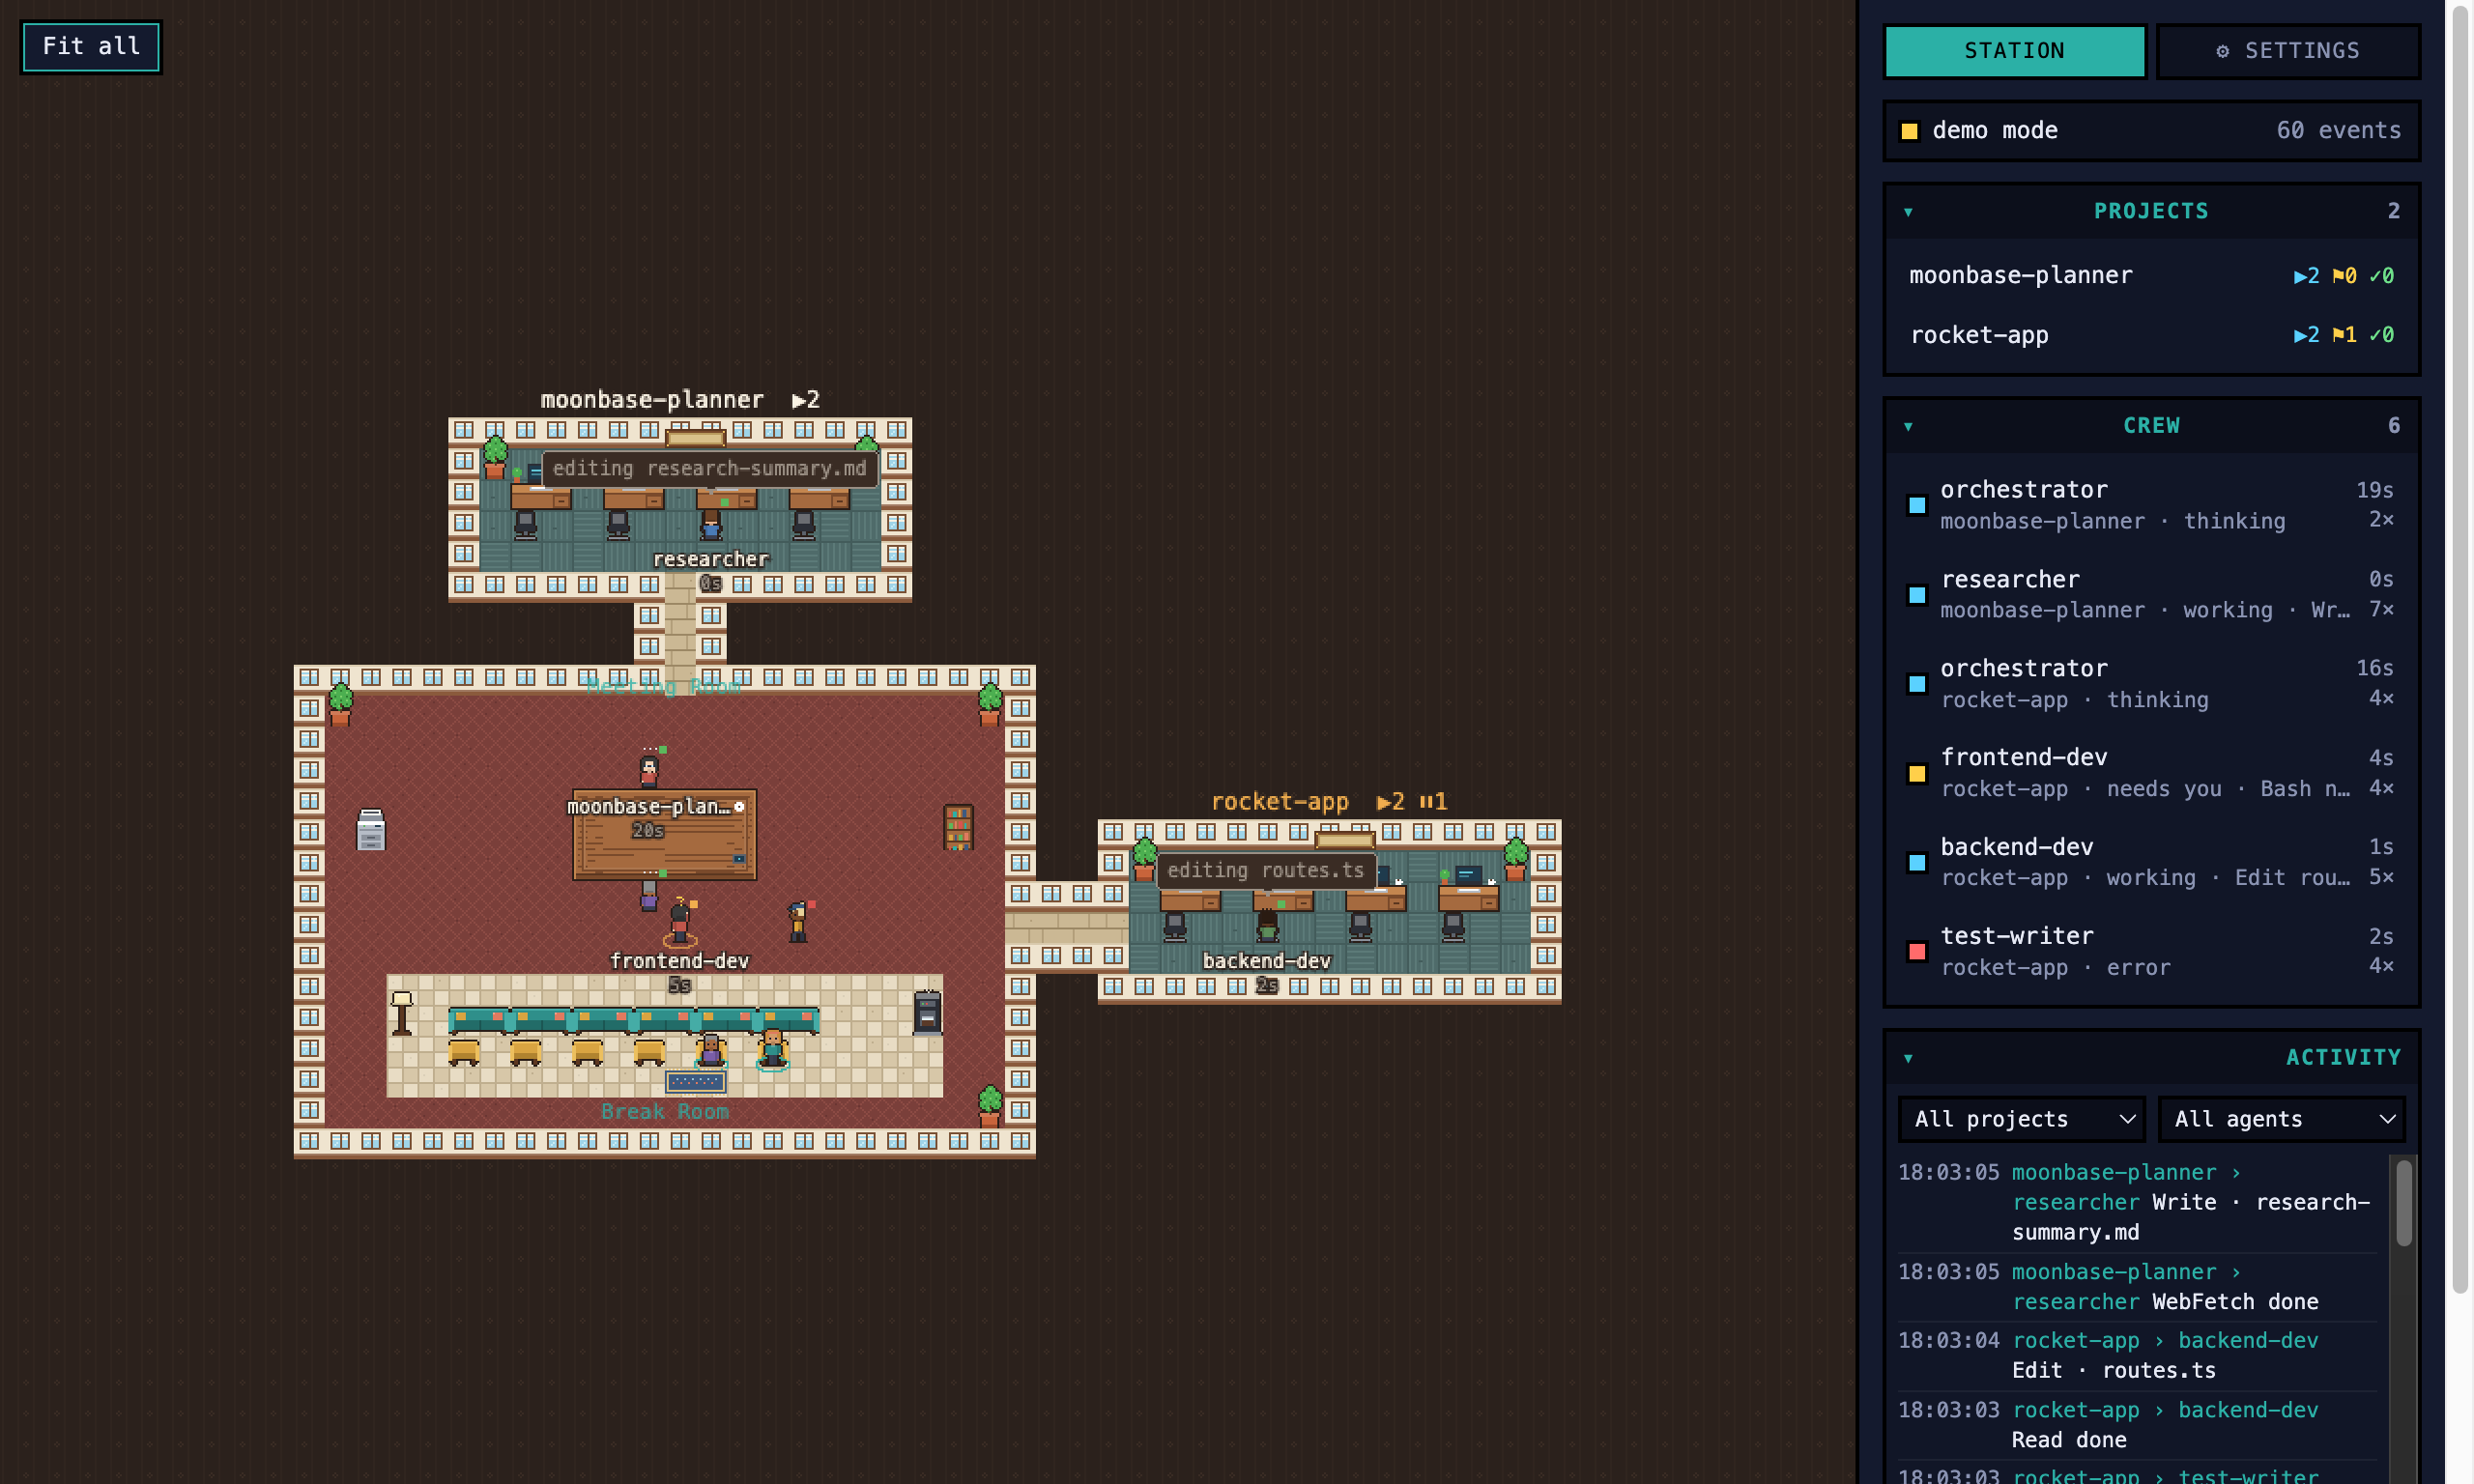 Fit all
moonbase-planner ▶2
editing research-summary.md
researcher
0s
Meeting Room
moonbase-plan…
20s
frontend-dev
5s
Break Room
rocket-app ▶2 ⏸1
editing routes.ts
backend-dev
2s
STATION
⚙ SETTINGS
demo mode 60 events
▼ PROJECTS 2
moonbase-planner ▶2 ⚑0 ✓0
rocket-app ▶2 ⚑1 ✓0
▼ CREW 6
orchestrator 19s
moonbase-planner · thinking 2×
researcher 0s
moonbase-planner · working · Wr… 7×
orchestrator 16s
rocket-app · thinking 4×
frontend-dev 4s
rocket-app · needs you · Bash n… 4×
backend-dev 1s
rocket-app · working · Edit rou… 5×
test-writer 2s
rocket-app · error 4×
▼ ACTIVITY
All projects
All agents
18:03:05 moonbase-planner ›
researcher Write · research-
summary.md
18:03:05 moonbase-planner ›
researcher WebFetch done
18:03:04 rocket-app › backend-dev
Edit · routes.ts
18:03:03 rocket-app › backend-dev
Read done
18:03:03 rocket-app › test-writer